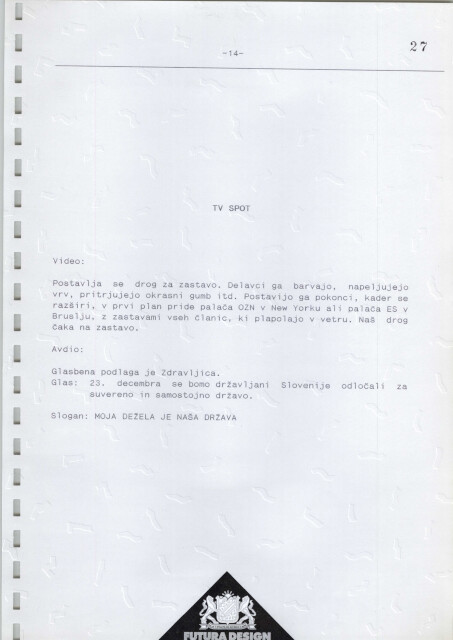 27
-14-
TV SPOT
Video:
Postavlja se drog za zastavo. Delavci ga barvajo, napeljujejo
vrv, pritrjujejo okrasni gumb itd. Postavijo ga pokonci, kader se
razširi, v prvi plan pride palača OZN v New Yorku ali palača ES v
Bruslju, z zastavami vseh članic, ki plapolajo v vetru. Naš drog
čaka na zastavo.
Avdio:
Glasbena podlaga je Zdravljica.
Glas: 23. decembra se bomo državljani Slovenije odločali za
suvereno in samostojno državo.
Slogan: MOJA DEŽELA JE NAŠA DRŽAVA
FUTURA DESIGN